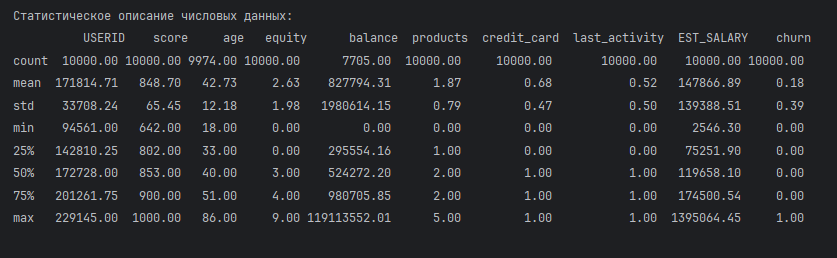 Статистическое описание числовых данных:
USERID score age equity balance products credit_card last_activity EST_SALARY churn
count 10000.00 10000.00 9974.00 10000.00 7705.00 10000.00 10000.00 10000.00 10000.00 10000.00
mean 171814.71 848.70 42.73 2.63 827794.31 1.87 0.68 0.52 147866.89 0.18
std 33708.24 65.45 12.18 1.98 1980614.15 0.79 0.47 0.50 139388.51 0.39
min 94561.00 642.00 18.00 0.00 0.00 0.00 0.00 0.00 2546.30 0.00
25% 142810.25 802.00 33.00 0.00 295554.16 1.00 0.00 0.00 75251.90 0.00
50% 172728.00 853.00 40.00 3.00 524272.20 2.00 1.00 1.00 119658.10 0.00
75% 201261.75 900.00 51.00 4.00 980705.85 2.00 1.00 1.00 174500.54 0.00
max 229145.00 1000.00 86.00 9.00 119113552.01 5.00 1.00 1.00 1395064.45 1.00